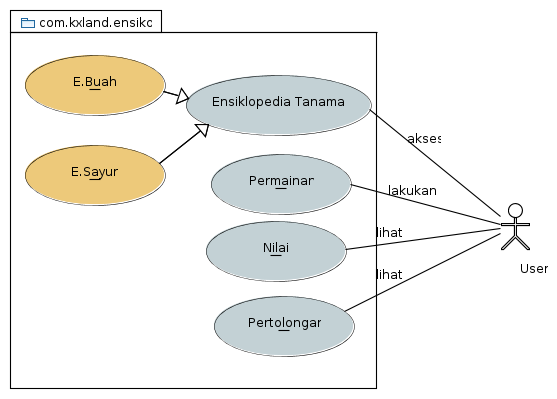 com.kxland.ensikc
E.Buah
Ensiklopedia Tanama
akses
E.Sayur
Permainar
lakukan
Nilai
lihat
User
lihat
Pertolongar